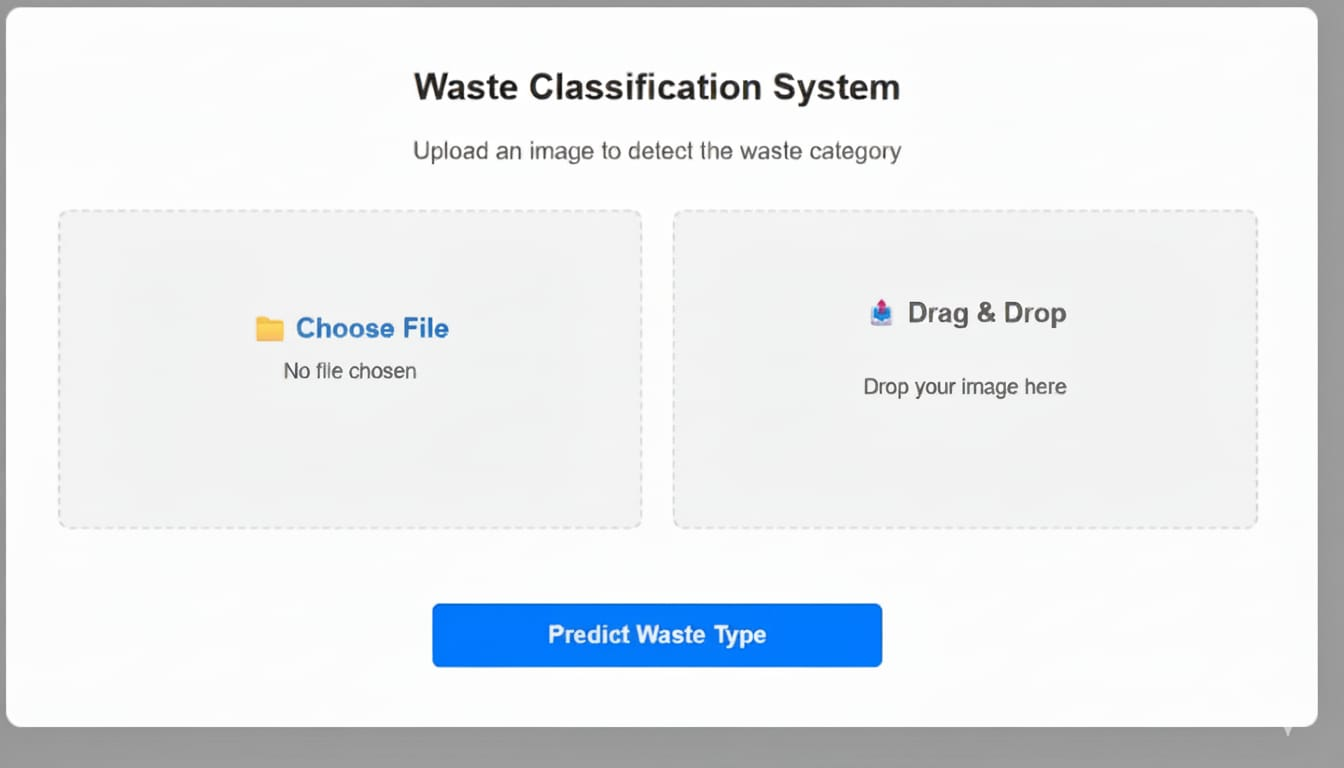 Waste Classification System
Upload an image to detect the waste category
Choose File
No file chosen
Drag & Drop
Drop your image here
Predict Waste Type